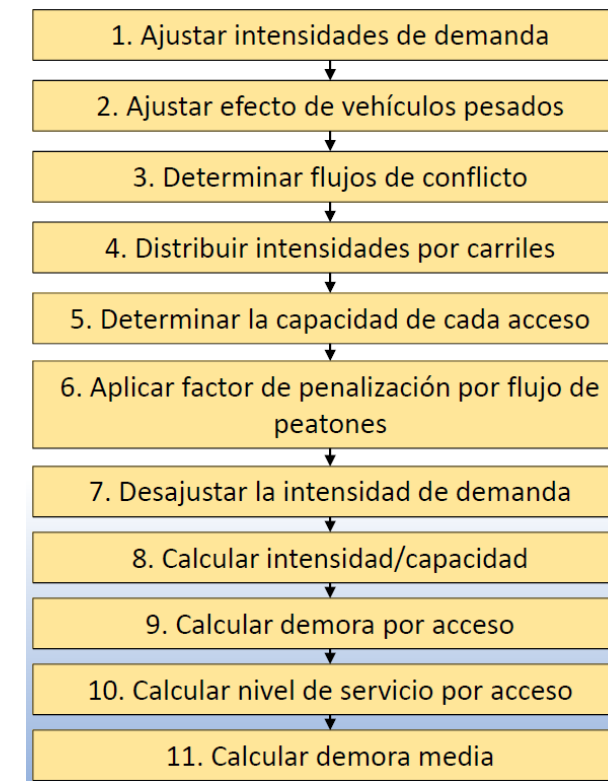 1. Ajustar intensidades de demanda
2. Ajustar efecto de vehículos pesados
3. Determinar flujos de conflicto
4. Distribuir intensidades por carriles
5. Determinar la capacidad de cada acceso
6. Aplicar factor de penalización por flujo de
peatones
7. Desajustar la intensidad de demanda
8. Calcular intensidad/capacidad
9. Calcular demora por acceso
10. Calcular nivel de servicio por acceso
11. Calcular demora media